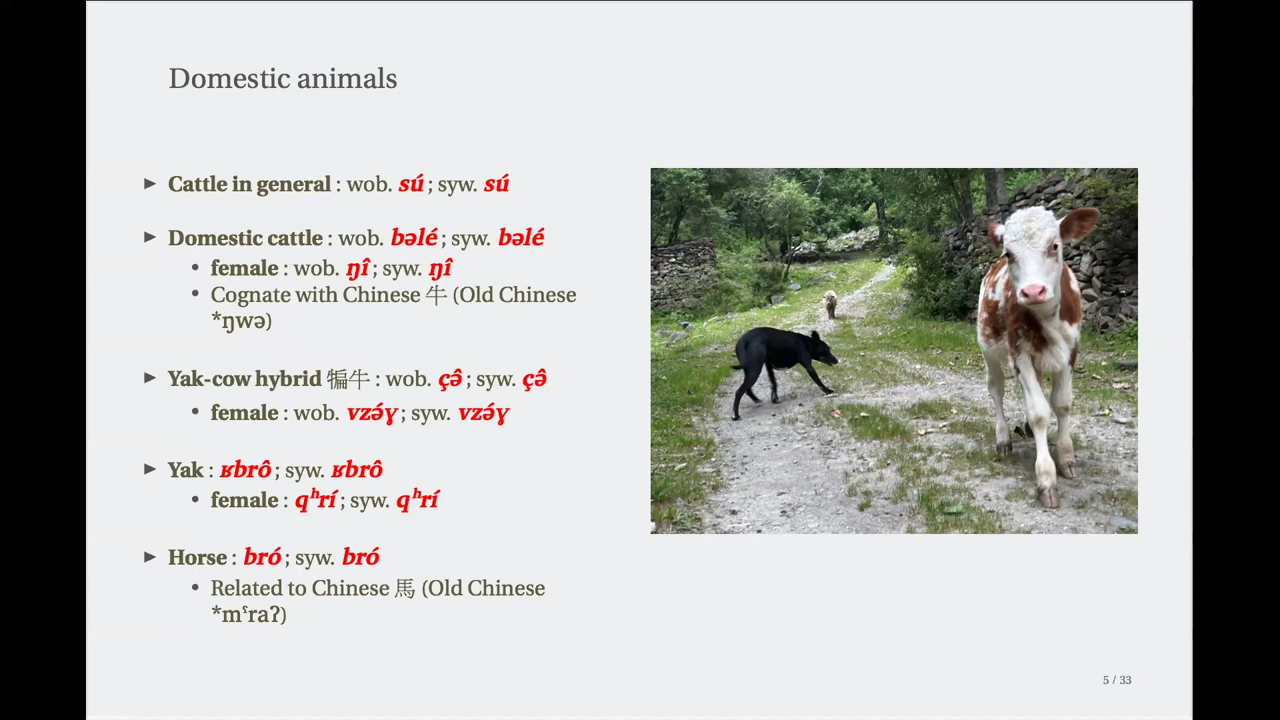 Domestic animals
▶ Cattle in general : wob. sú ; syw. sú
▶ Domestic cattle : wob. bəlé ; syw. bəlé
• female : wob. ŋî ; syw. ŋî
• Cognate with Chinese 牛 (Old Chinese
*ŋwə)
▶ Yak-cow hybrid 犏牛 : wob. çə̂ ; syw. çə̂
• female : wob. vzə́ɣ ; syw. vzə́ɣ
▶ Yak : ʁbrô ; syw. ʁbrô
• female : qʰrí ; syw. qʰrí
▶ Horse : bró ; syw. bró
• Related to Chinese 馬 (Old Chinese
*mˤraʔ)
5 / 33